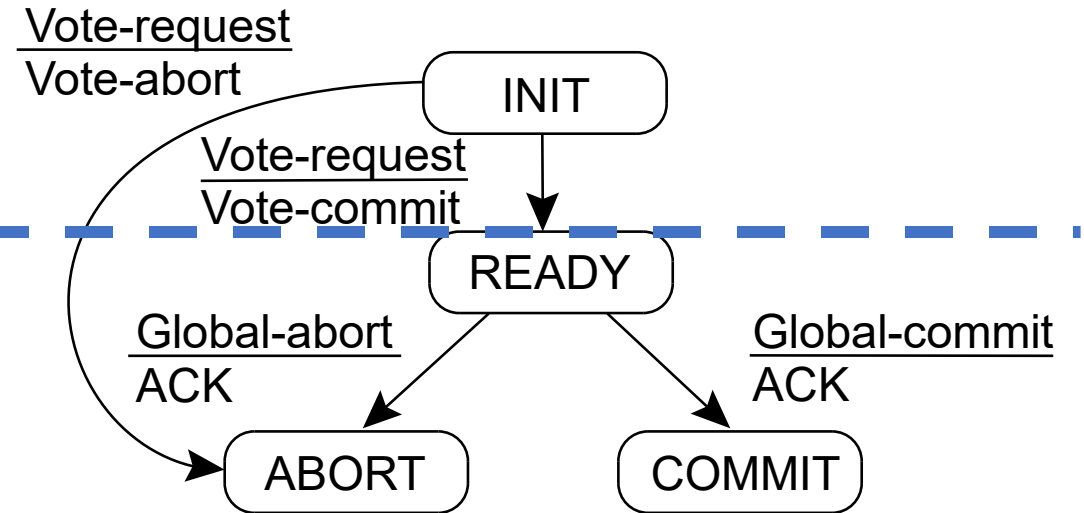 Vote-request
Vote-abort
INIT
Vote-request
Vote-commit
READY
Global-abort
ACK
Global-commit
ACK
ABORT
COMMIT